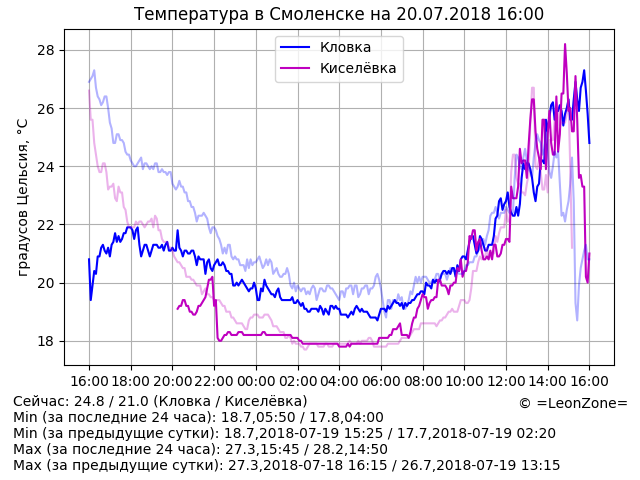 Температура в Смоленске на 20.07.2018 16:00
Кловка
Киселёвка
градусов Цельсия, °C
28
26
24
22
20
18
16:00 18:00 20:00 22:00 00:00 02:00 04:00 06:00 08:00 10:00 12:00 14:00 16:00
Сейчас: 24.8 / 21.0 (Кловка / Киселёвка)
© =LeonZone=
Min (за последние 24 часа): 18.7,05:50 / 17.8,04:00
Min (за предыдущие сутки): 18.7,2018-07-19 15:25 / 17.7,2018-07-19 02:20
Max (за последние 24 часа): 27.3,15:45 / 28.2,14:50
Max (за предыдущие сутки): 27.3,2018-07-18 16:15 / 26.7,2018-07-19 13:15